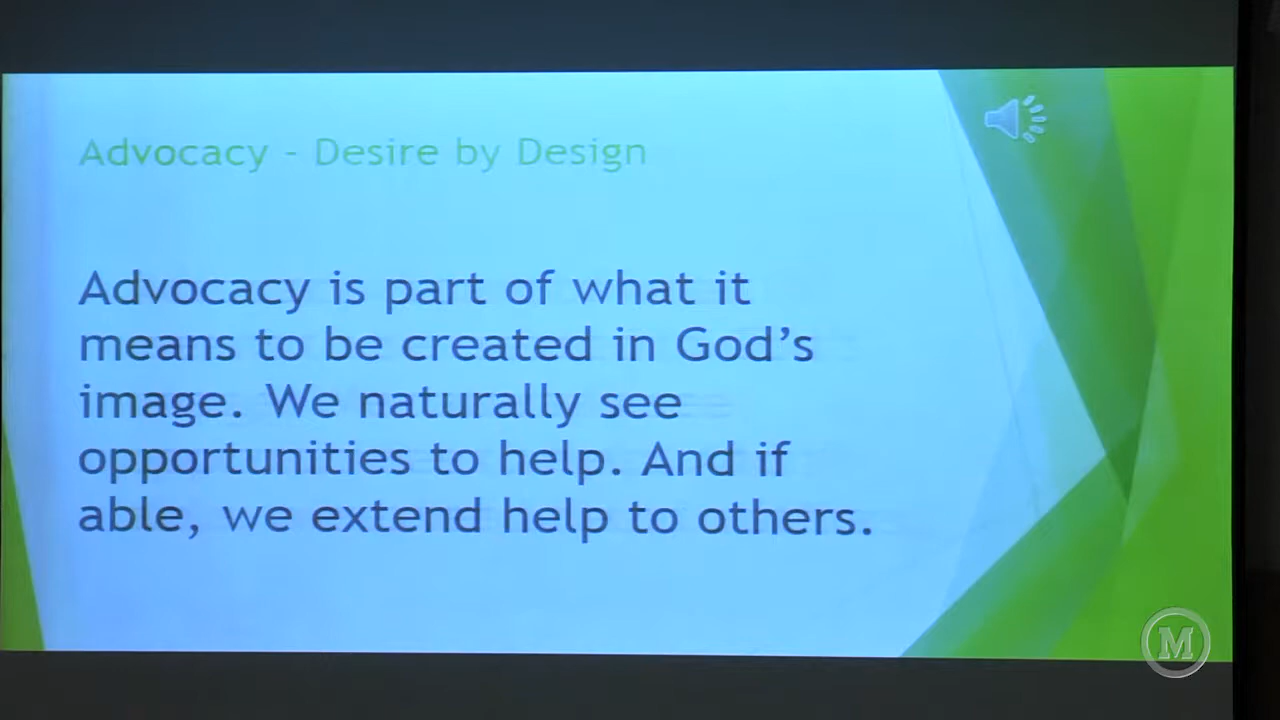 Advocacy - Desire by Design
Advocacy is part of what it
means to be created in God's
image. We naturally see
opportunities to help. And if
able, we extend help to others.
M